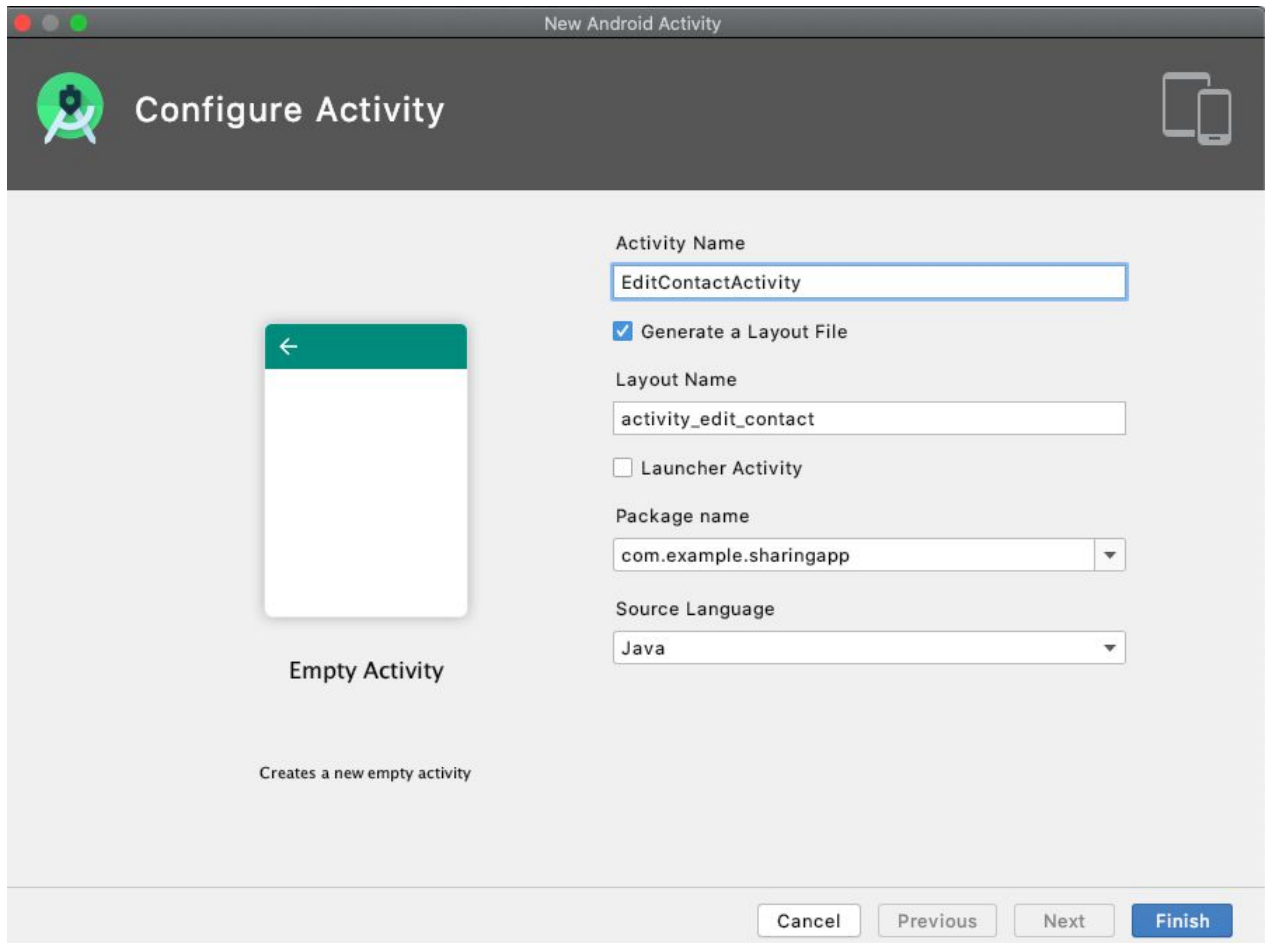 New Android Activity
Configure Activity
Activity Name
EditContactActivity
Generate a Layout File
Layout Name
activity_edit_contact
Launcher Activity
Package name
com.example.sharingapp
Source Language
Java
Empty Activity
Creates a new empty activity
Cancel
Previous
Next
Finish